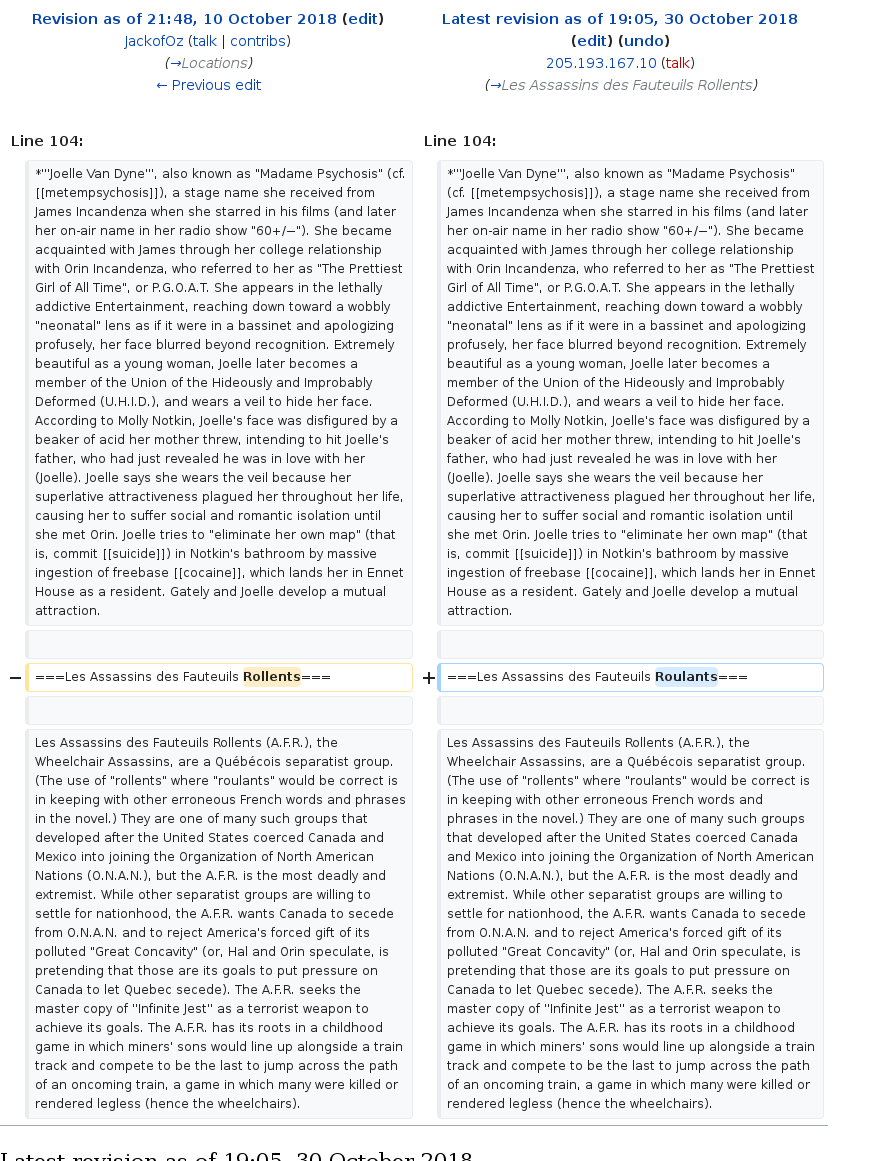 Revision as of 21:48, 10 October 2018 (edit)
JackofOz (talk | contribs)
(→Locations)
← Previous edit
Latest revision as of 19:05, 30 October 2018
(edit) (undo)
205.193.167.10 (talk)
(→Les Assassins des Fauteuils Rollents)
Line 104:
*'''Joelle Van Dyne''', also known as "Madame Psychosis" (cf.
[[metempsychosis]]), a stage name she received from
James Incandenza when she starred in his films (and later
her on-air name in her radio show "60+/−"). She became
acquainted with James through her college relationship
with Orin Incandenza, who referred to her as "The Prettiest
Girl of All Time", or P.G.O.A.T. She appears in the lethally
addictive Entertainment, reaching down toward a wobbly
"neonatal" lens as if it were in a bassinet and apologizing
profusely, her face blurred beyond recognition. Extremely
beautiful as a young woman, Joelle later becomes a
member of the Union of the Hideously and Improbably
Deformed (U.H.I.D.), and wears a veil to hide her face.
According to Molly Notkin, Joelle's face was disfigured by a
beaker of acid her mother threw, intending to hit Joelle's
father, who had just revealed he was in love with her
(Joelle). Joelle says she wears the veil because her
superlative attractiveness plagued her throughout her life,
causing her to suffer social and romantic isolation until
she met Orin. Joelle tries to "eliminate her own map" (that
is, commit [[suicide]]) in Notkin's bathroom by massive
ingestion of freebase [[cocaine]], which lands her in Ennet
House as a resident. Gately and Joelle develop a mutual
attraction.
− ===Les Assassins des Fauteuils Rollents===
Les Assassins des Fauteuils Rollents (A.F.R.), the
Wheelchair Assassins, are a Québécois separatist group.
(The use of "rollents" where "roulants" would be correct is
in keeping with other erroneous French words and phrases
in the novel.) They are one of many such groups that
developed after the United States coerced Canada and
Mexico into joining the Organization of North American
Nations (O.N.A.N.), but the A.F.R. is the most deadly and
extremist. While other separatist groups are willing to
settle for nationhood, the A.F.R. wants Canada to secede
from O.N.A.N. and to reject America's forced gift of its
polluted "Great Concavity" (or, Hal and Orin speculate, is
pretending that those are its goals to put pressure on
Canada to let Quebec secede). The A.F.R. seeks the
master copy of ''Infinite Jest'' as a terrorist weapon to
achieve its goals. The A.F.R. has its roots in a childhood
game in which miners' sons would line up alongside a train
track and compete to be the last to jump across the path
of an oncoming train, a game in which many were killed or
rendered legless (hence the wheelchairs).
Line 104:
*'''Joelle Van Dyne''', also known as "Madame Psychosis"
(cf. [[metempsychosis]]), a stage name she received from
James Incandenza when she starred in his films (and later
her on-air name in her radio show "60+/−"). She became
acquainted with James through her college relationship
with Orin Incandenza, who referred to her as "The Prettiest
Girl of All Time", or P.G.O.A.T. She appears in the lethally
addictive Entertainment, reaching down toward a wobbly
"neonatal" lens as if it were in a bassinet and apologizing
profusely, her face blurred beyond recognition. Extremely
beautiful as a young woman, Joelle later becomes a
member of the Union of the Hideously and Improbably
Deformed (U.H.I.D.), and wears a veil to hide her face.
According to Molly Notkin, Joelle's face was disfigured by a
beaker of acid her mother threw, intending to hit Joelle's
father, who had just revealed he was in love with her
(Joelle). Joelle says she wears the veil because her
superlative attractiveness plagued her throughout her life,
causing her to suffer social and romantic isolation until
she met Orin. Joelle tries to "eliminate her own map" (that
is, commit [[suicide]]) in Notkin's bathroom by massive
ingestion of freebase [[cocaine]], which lands her in Ennet
House as a resident. Gately and Joelle develop a mutual
attraction.
+ ===Les Assassins des Fauteuils Roulants===
Les Assassins des Fauteuils Rollents (A.F.R.), the
Wheelchair Assassins, are a Québécois separatist group.
(The use of "rollents" where "roulants" would be correct is
in keeping with other erroneous French words and
phrases in the novel.) They are one of many such groups
that developed after the United States coerced Canada
and Mexico into joining the Organization of North American
Nations (O.N.A.N.), but the A.F.R. is the most deadly and
extremist. While other separatist groups are willing to
settle for nationhood, the A.F.R. wants Canada to secede
from O.N.A.N. and to reject America's forced gift of its
polluted "Great Concavity" (or, Hal and Orin speculate, is
pretending that those are its goals to put pressure on
Canada to let Quebec secede). The A.F.R. seeks the
master copy of ''Infinite Jest'' as a terrorist weapon to
achieve its goals. The A.F.R. has its roots in a childhood
game in which miners' sons would line up alongside a train
track and compete to be the last to jump across the path
of an oncoming train, a game in which many were killed or
rendered legless (hence the wheelchairs).
Latest revision as of 19:05, 30 October 2018